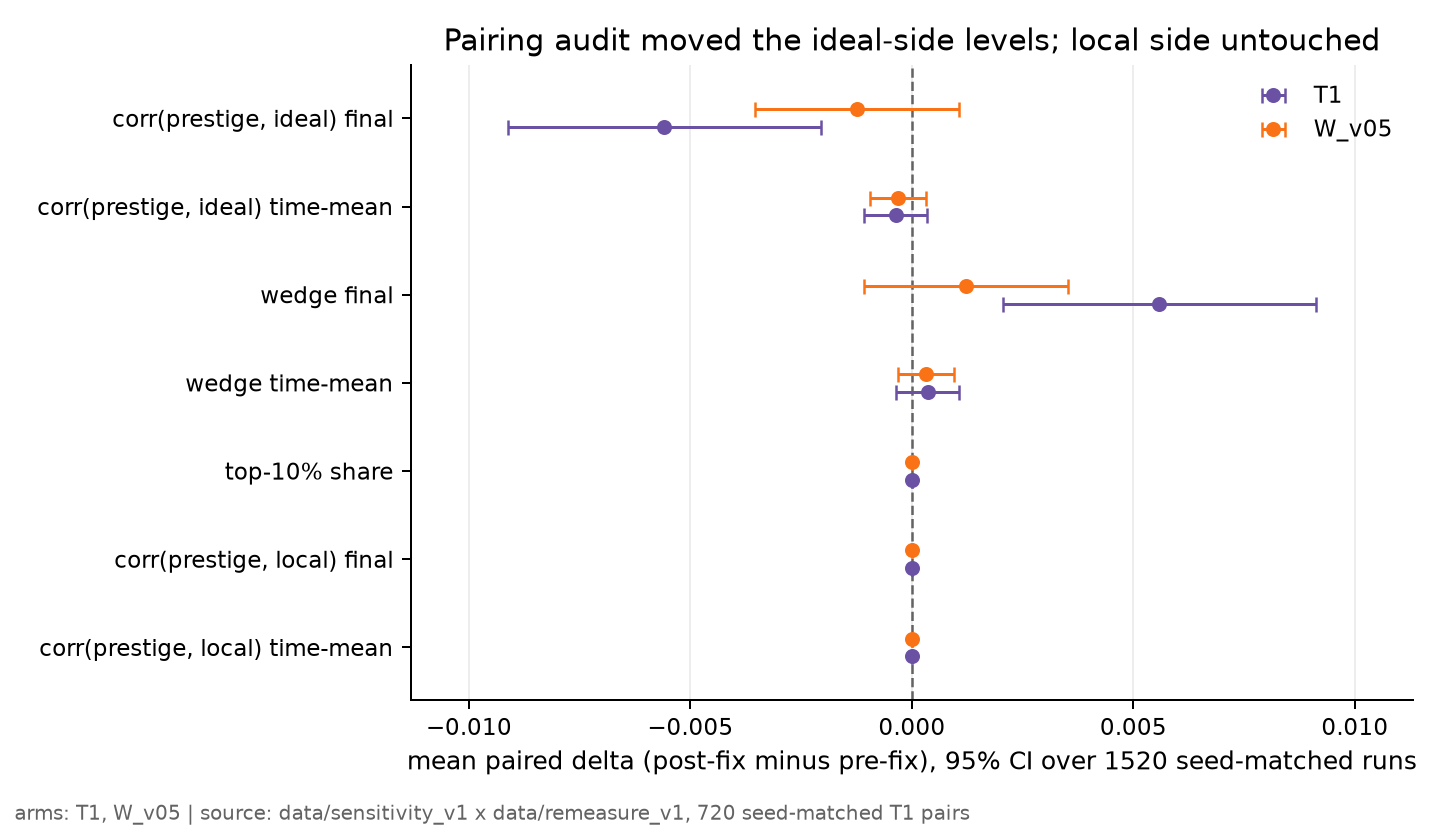 Pairing audit moved the ideal-side levels; local side untouched
T1
W_v05
corr(prestige, ideal) final
corr(prestige, ideal) time-mean
wedge final
wedge time-mean
top-10% share
corr(prestige, local) final
corr(prestige, local) time-mean
−0.010 −0.005 0.000 0.005 0.010
mean paired delta (post-fix minus pre-fix), 95% CI over 1520 seed-matched runs
arms: T1, W_v05 | source: data/sensitivity_v1 x data/remeasure_v1, 720 seed-matched T1 pairs